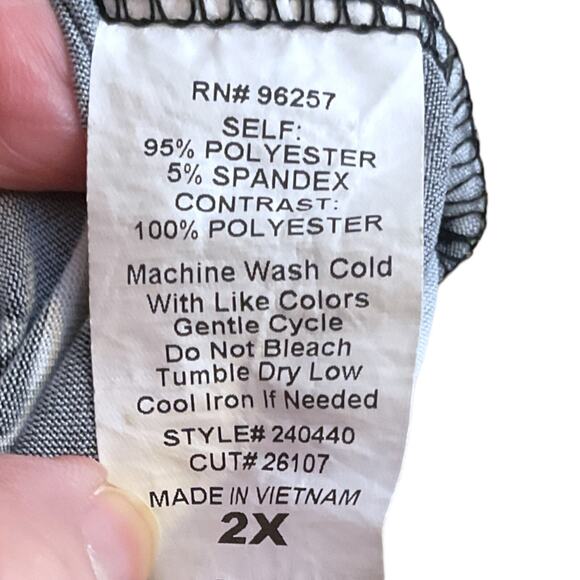 RN# 96257
SELF:
95% POLYESTER
5% SPANDEX
CONTRAST:
100% POLYESTER
Machine Wash Cold
With Like Colors
Gentle Cycle
Do Not Bleach
Tumble Dry Low
Cool Iron If Needed
STYLE# 240440
CUT# 26107
MADE IN VIETNAM
2X